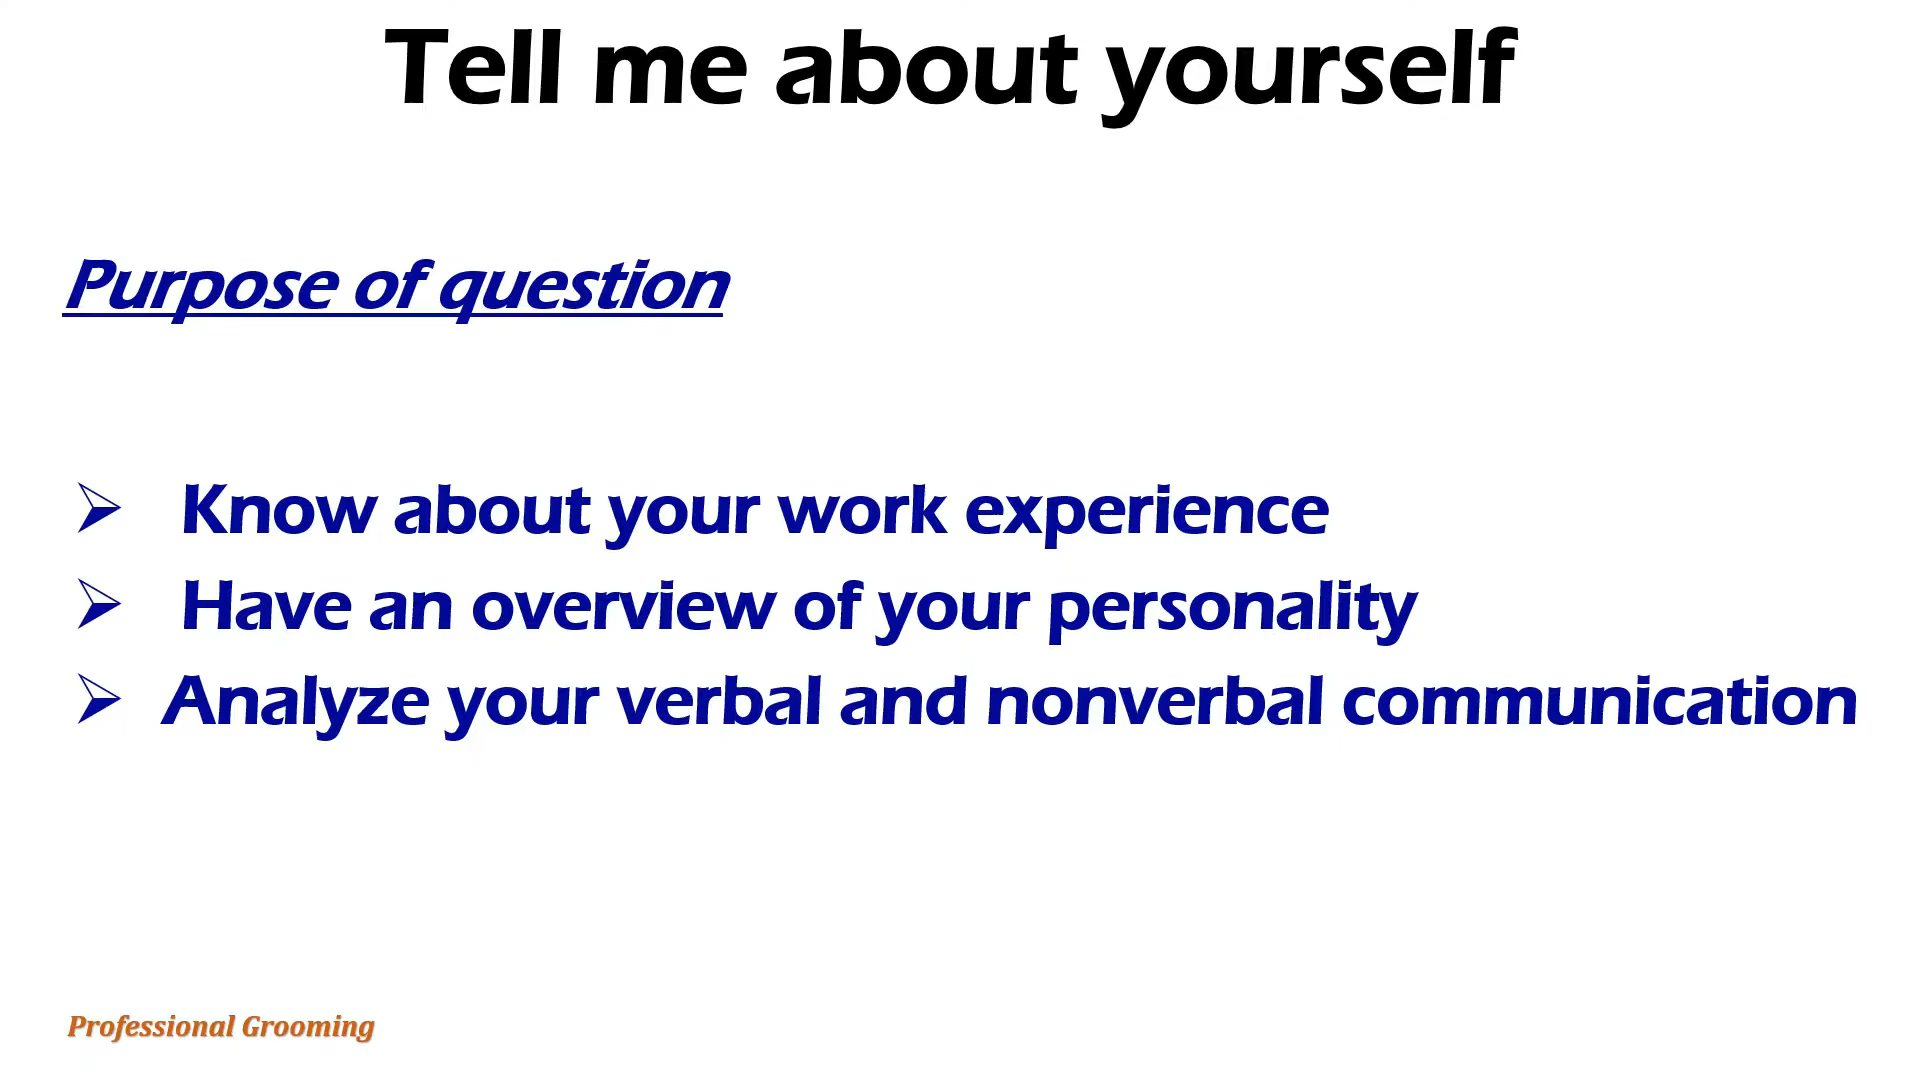 Tell me about yourself
Purpose of question
Know about your work experience
Have an overview of your personality
Analyze your verbal and nonverbal communication
Professional Grooming